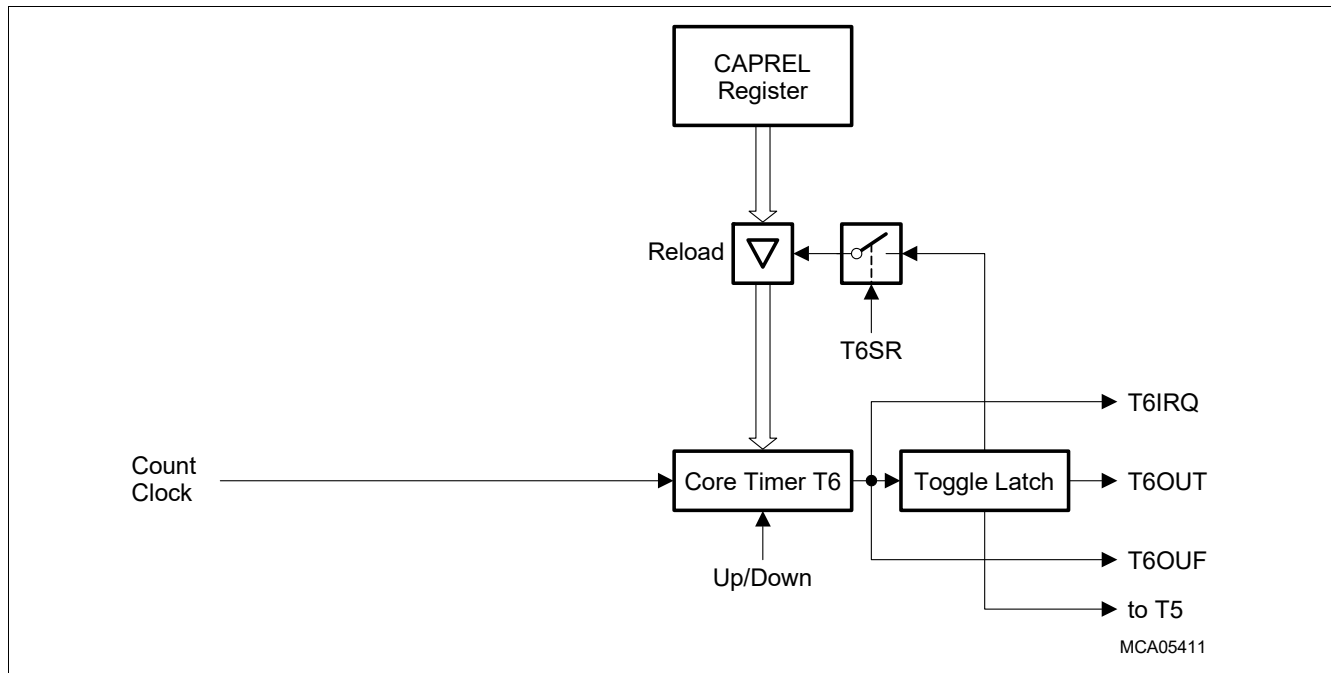 CAPREL
Register
Reload
T6SR
T6IRQ
Count
Clock
Core Timer T6
Toggle Latch
T6OUT
Up/Down
T6OUF
to T5
MCA05411